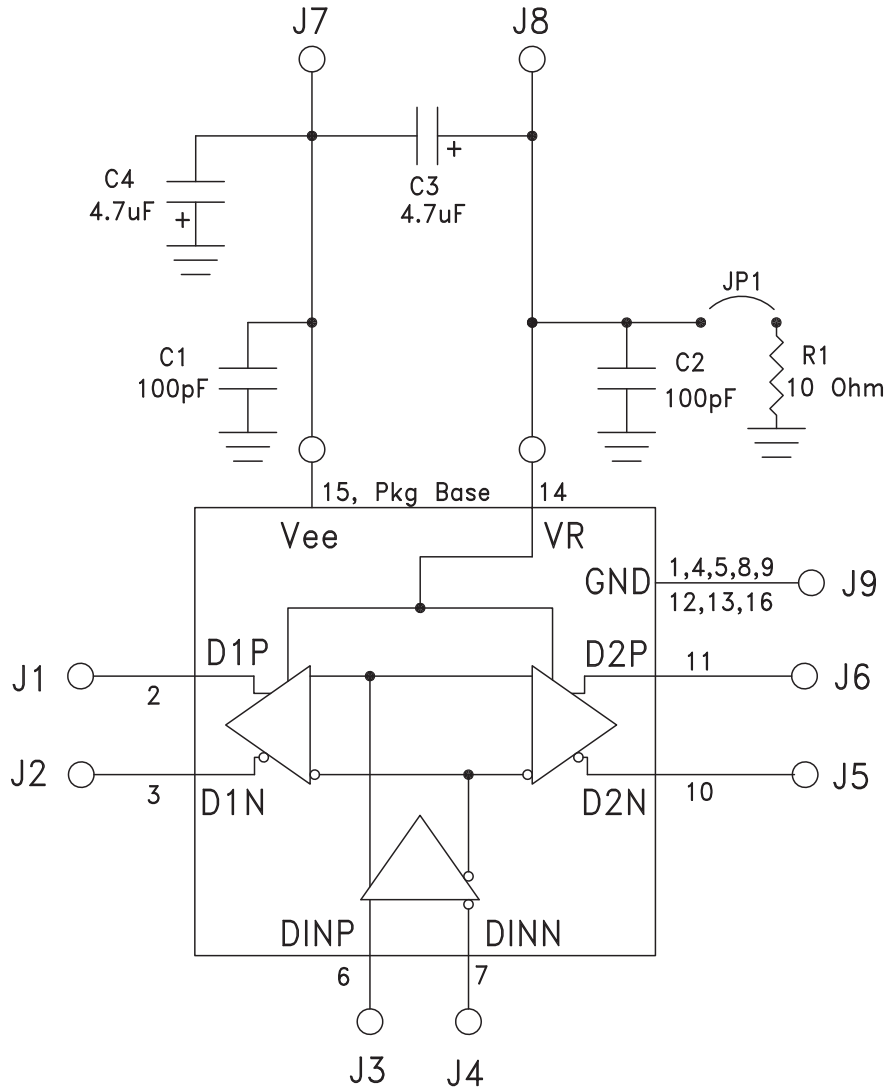 J7
J8
C4
4.7uF
+
+
C3
4.7uF
JP1
C1
100pF
C2
100pF
R1
10 Ohm
15, Pkg Base
14
Vee
VR
GND
1,4,5,8,9
12,13,16
J9
J1
D1P
2
D2P
11
J6
J2
3
D1N
D2N
10
J5
DINP
DINN
6
7
J3
J4